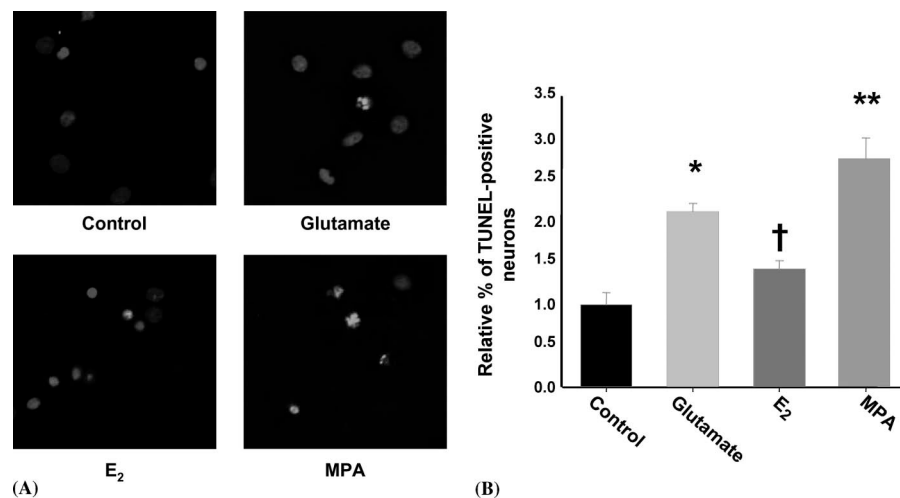 Control
Glutamate
E2
MPA
(A)
Relative % of TUNEL-positive
neurons
3.5
3.0
2.5
2.0
1.5
1.0
0.5
0.0
*
†
**
Control
Glutamate
E2
MPA
(B)